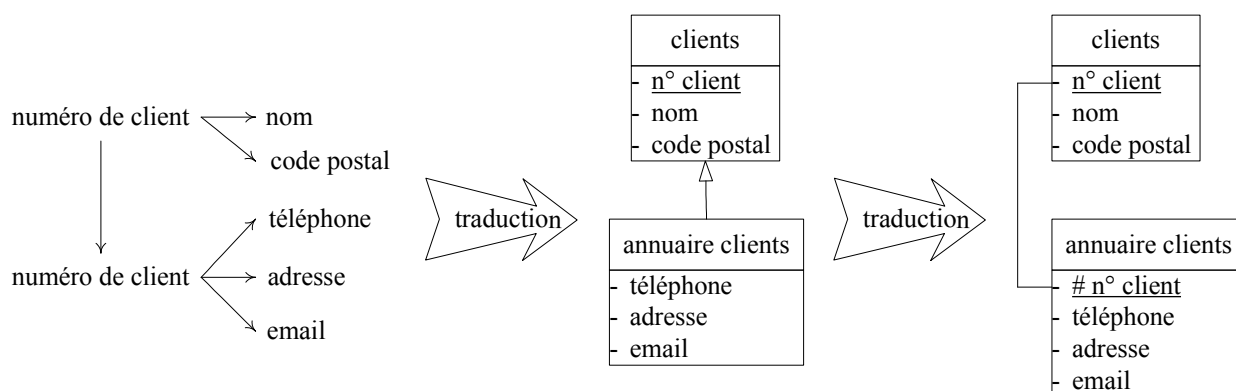 numéro de client
nom
code postal
numéro de client
téléphone
adresse
email
traduction
clients
- n° client
- nom
- code postal
annuaire clients
- téléphone
- adresse
- email
traduction
clients
- n° client
- nom
- code postal
annuaire clients
- # n° client
- téléphone
- adresse
- email